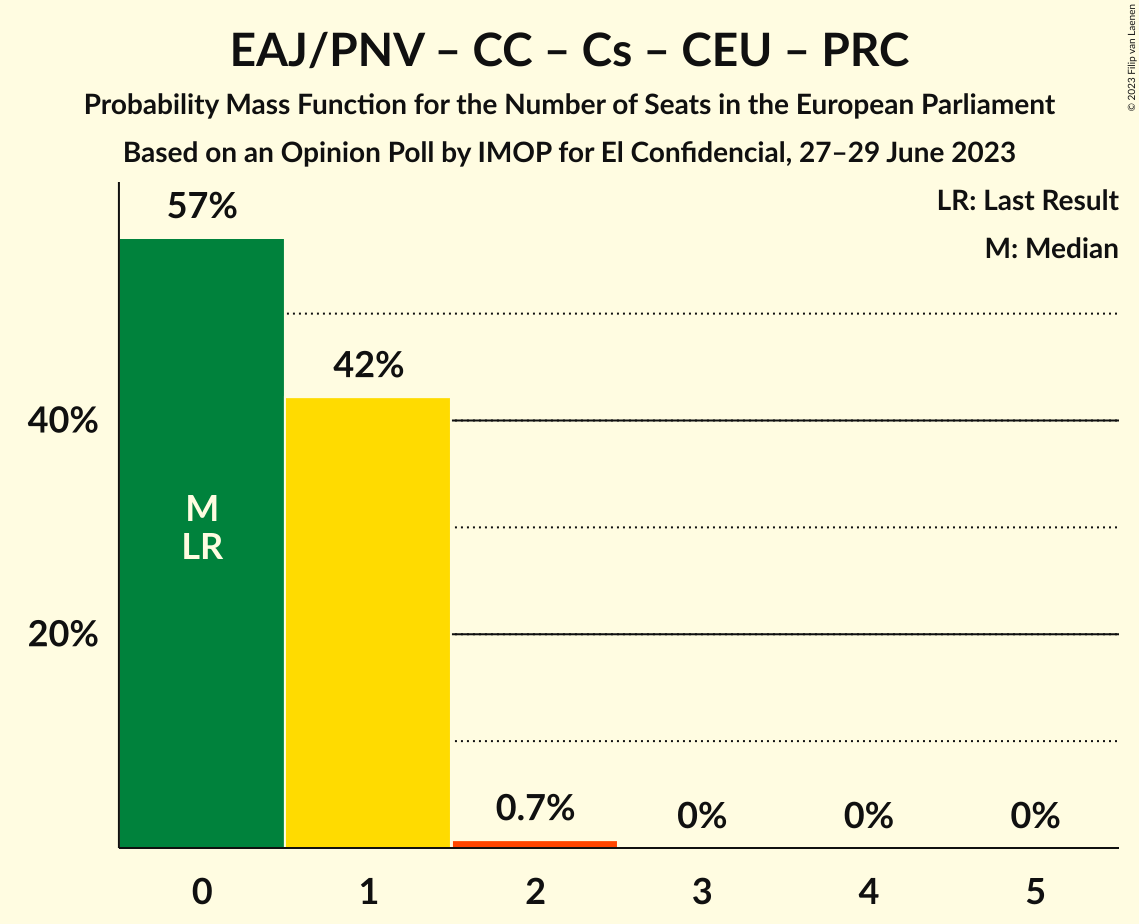 EAJ/PNV – CC – Cs – CEU – PRC
Probability Mass Function for the Number of Seats in the European Parliament
Based on an Opinion Poll by IMOP for El Confidencial, 27–29 June 2023
© 2023 Filip van Laenen
LR: Last Result
M: Median
57%
42%
40%
M
LR
20%
0.7%
0%
0%
0%
0
1
2
3
4
5